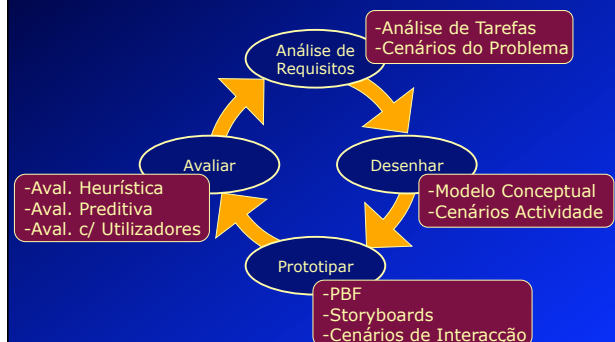 Análise de
Requisitos
-Análise de Tarefas
-Cenários do Problema
Avaliar
Desenhar
-Aval. Heurística
-Aval. Preditiva
-Aval. c/ Utilizadores
-Modelo Conceptual
-Cenários Actividade
Prototipar
-PBF
-Storyboards
-Cenários de Interacção